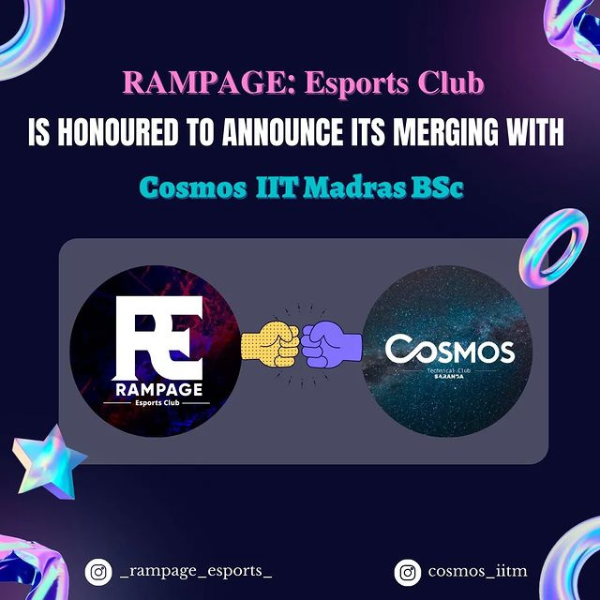 RAMPAGE: Esports Club
IS HONOURED TO ANNOUNCE ITS MERGING WITH
Cosmos IIT Madras BSc
RE
RAMPAGE
Esports Club
COSMOS
Technical Club
SARANDA
_rampage_esports_
cosmos_iitm